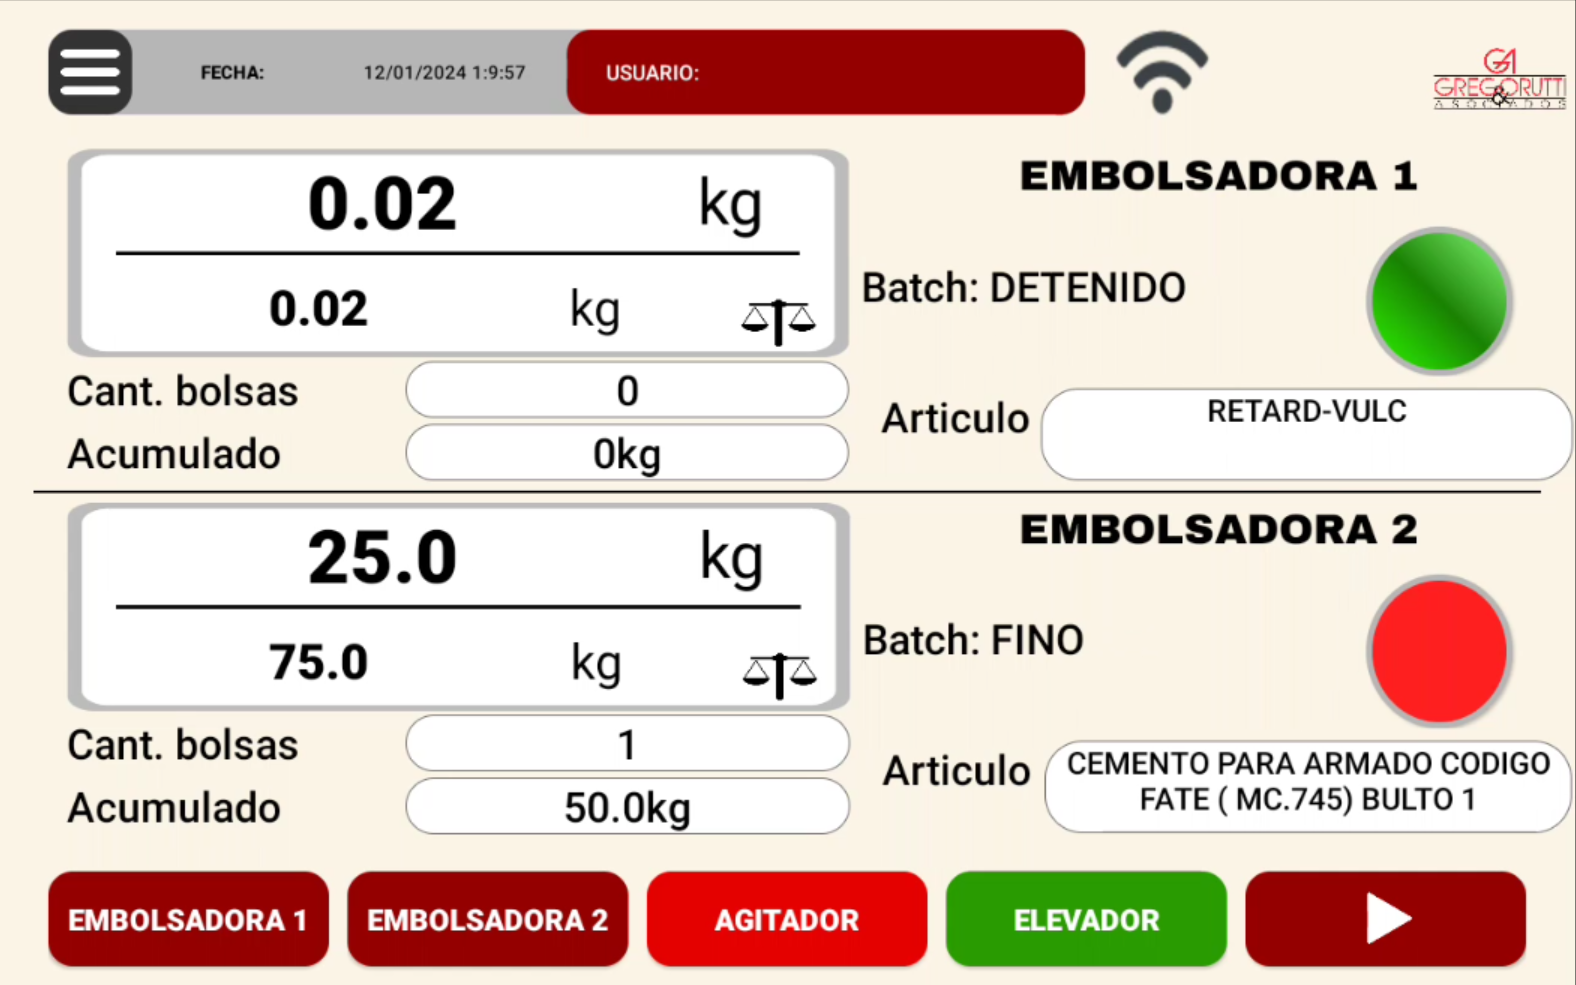 FECHA: 12/01/2024 1:9:57 USUARIO:
GA
GREGORUTTI
&
ASOCIADOS
0.02 kg
0.02 kg
EMBOLSADORA 1
Batch: DETENIDO
Cant. bolsas 0
Acumulado 0kg
Articulo RETARD-VULC
25.0 kg
75.0 kg
EMBOLSADORA 2
Batch: FINO
Cant. bolsas 1
Acumulado 50.0kg
Articulo CEMENTO PARA ARMADO CODIGO
FATE ( MC.745) BULTO 1
EMBOLSADORA 1 EMBOLSADORA 2 AGITADOR ELEVADOR